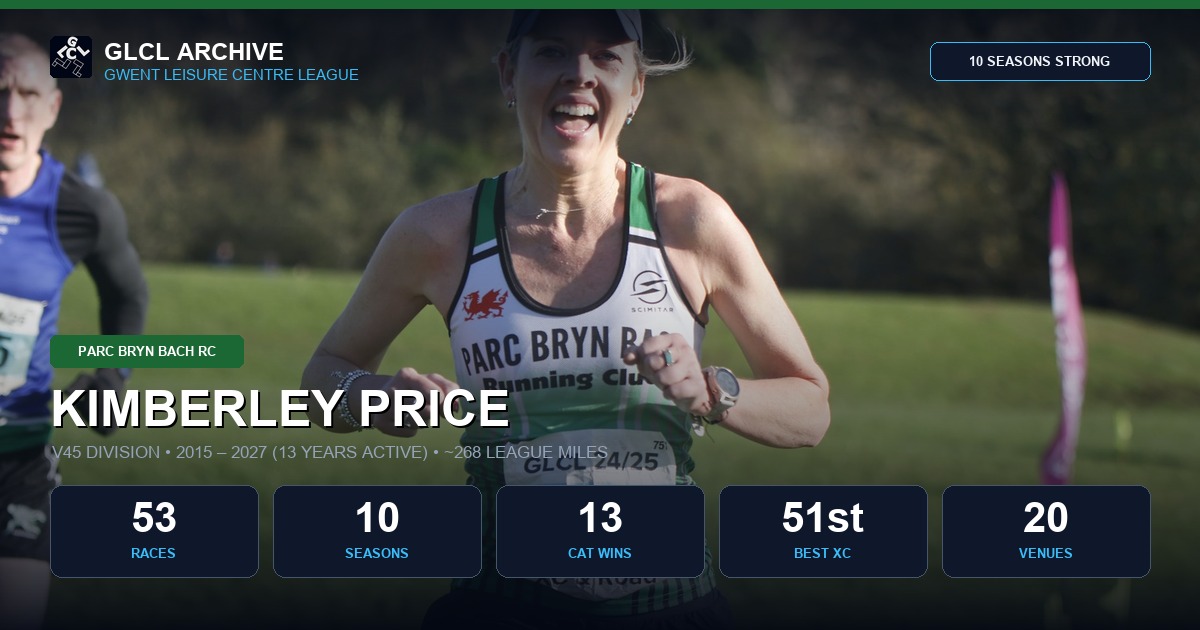 GLCL ARCHIVE
GWENT LEISURE CENTRE LEAGUE
10 SEASONS STRONG
SCIMITAR
PARC BRYN
Running
PARC BRYN BACH RC
KIMBERLEY PRICE
V45 DIVISION • 2015 – 2027 (13 YEARS ACTIVE) • ~268 LEAGUE MILES
75
GLCL 24/25
53
RACES
10
SEASONS
13
CAT WINS
51st
BEST XC
20
VENUES